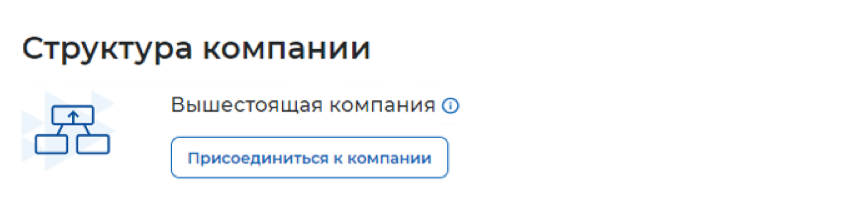 Структура компании
Вышестоящая компания
Присоединиться к компании